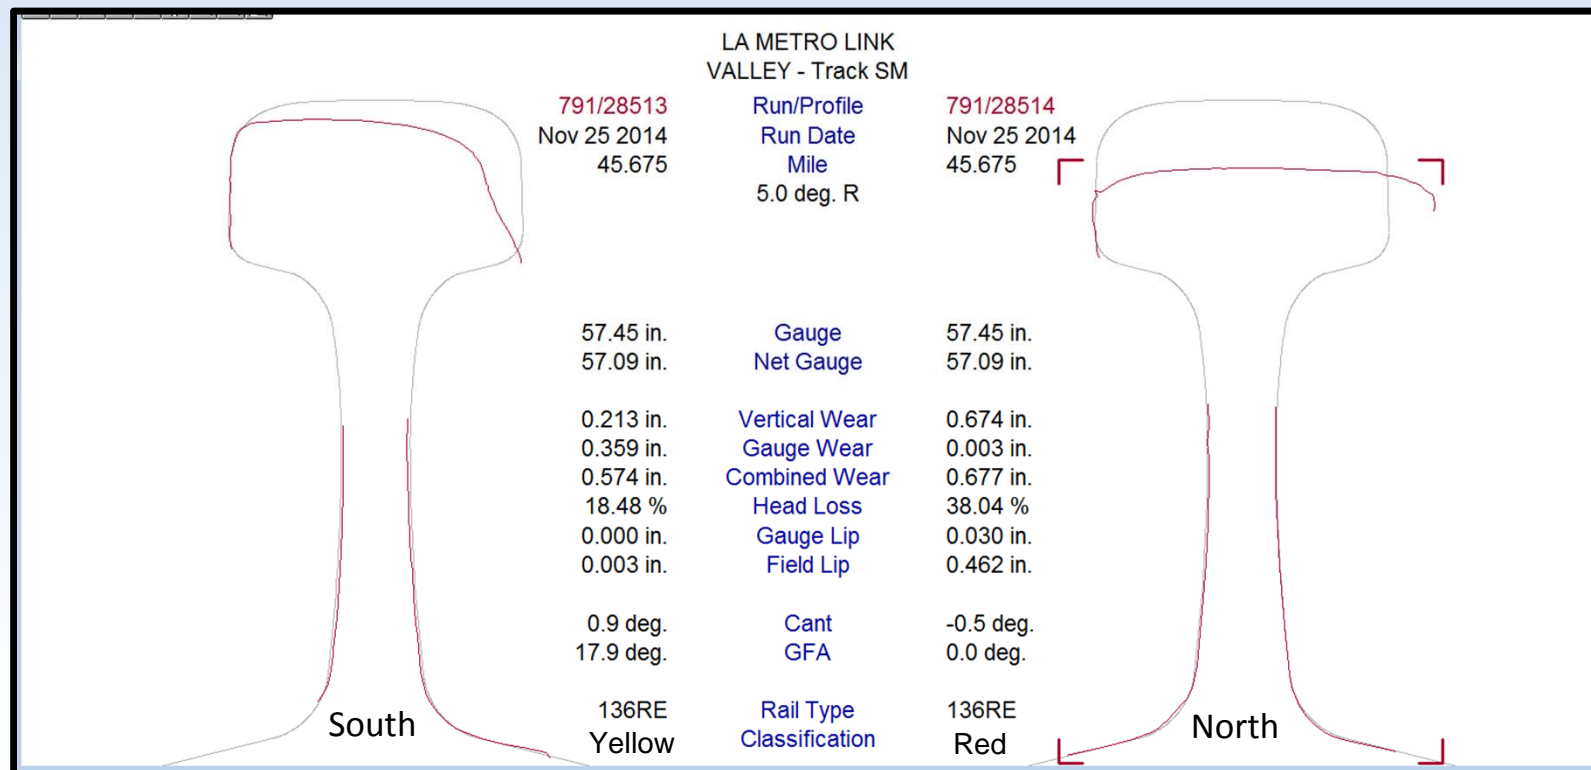 LA METRO LINK
VALLEY - Track SM
791/28513 Run/Profile 791/28514
Nov 25 2014 Run Date Nov 25 2014
45.675 Mile 45.675
5.0 deg. R
57.45 in. Gauge 57.45 in.
57.09 in. Net Gauge 57.09 in.
0.213 in. Vertical Wear 0.674 in.
0.359 in. Gauge Wear 0.003 in.
0.574 in. Combined Wear 0.677 in.
18.48 % Head Loss 38.04 %
0.000 in. Gauge Lip 0.030 in.
0.003 in. Field Lip 0.462 in.
0.9 deg. Cant -0.5 deg.
17.9 deg. GFA 0.0 deg.
136RE Rail Type 136RE
South Yellow Classification Red North